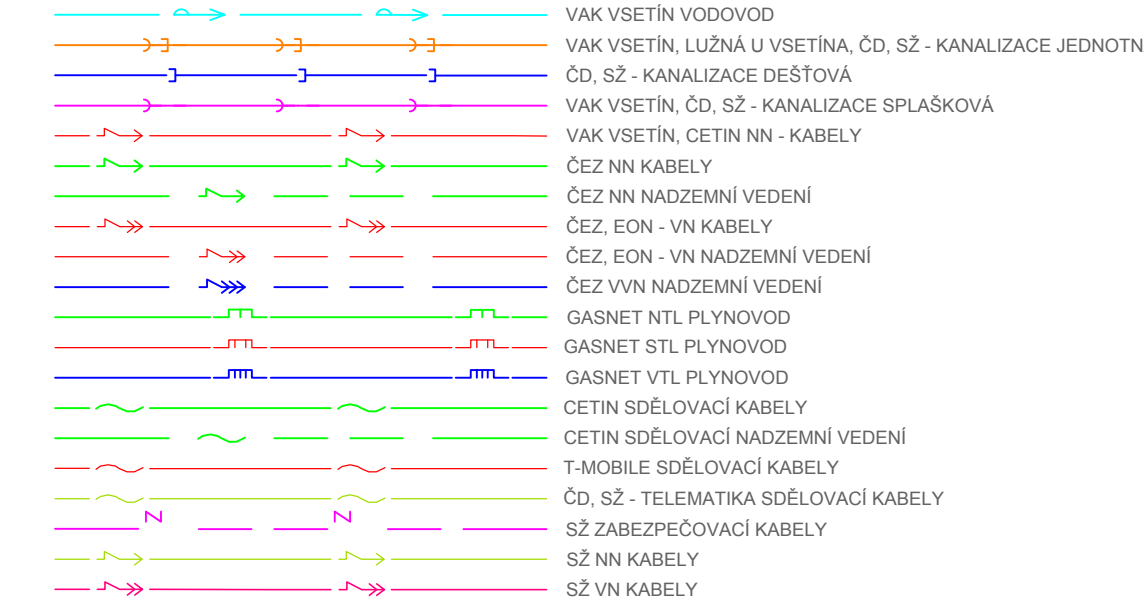 VAK VSETÍN VODOVOD
VAK VSETÍN, LUŽNÁ U VSETÍNA, ČD, SŽ - KANALIZACE JEDNOTN
ČD, SŽ - KANALIZACE DEŠŤOVÁ
VAK VSETÍN, ČD, SŽ - KANALIZACE SPLAŠKOVÁ
VAK VSETÍN, CETIN NN - KABELY
ČEZ NN KABELY
ČEZ NN NADZEMNÍ VEDENÍ
ČEZ, EON - VN KABELY
ČEZ, EON - VN NADZEMNÍ VEDENÍ
ČEZ VVN NADZEMNÍ VEDENÍ
GASNET NTL PLYNOVOD
GASNET STL PLYNOVOD
GASNET VTL PLYNOVOD
CETIN SDĚLOVACÍ KABELY
CETIN SDĚLOVACÍ NADZEMNÍ VEDENÍ
T-MOBILE SDĚLOVACÍ KABELY
ČD, SŽ - TELEMATIKA SDĚLOVACÍ KABELY
SŽ ZABEZPEČOVACÍ KABELY
SŽ NN KABELY
SŽ VN KABELY